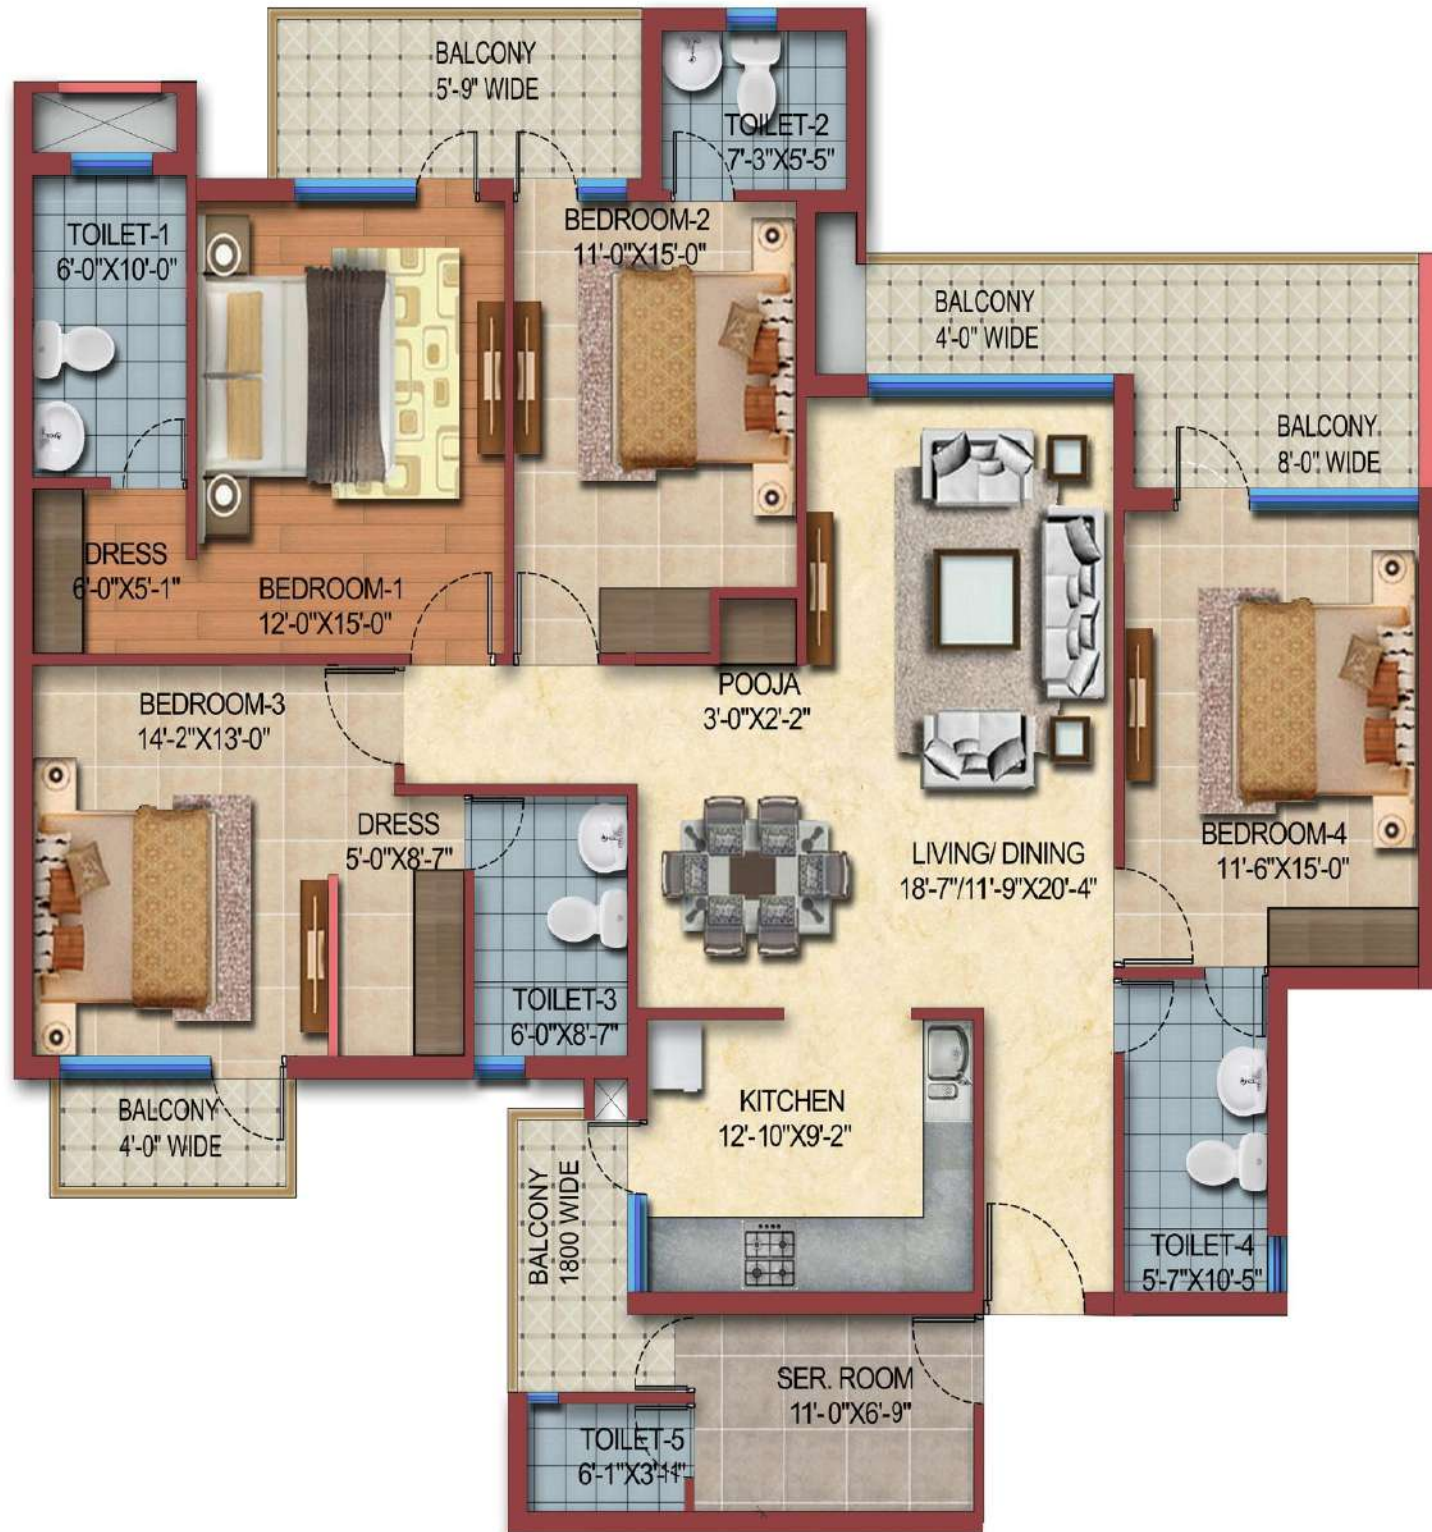 BALCONY
5'-9" WIDE
TOILET-2
7'-3"X5'-5"
TOILET-1
6'-0"X10'-0"
BEDROOM-2
11'-0"X15'-0"
BALCONY
4'-0" WIDE
BALCONY
8'-0" WIDE
DRESS
6'-0"X5'-1"
BEDROOM-1
12'-0"X15'-0"
BEDROOM-3
14'-2"X13'-0"
POOJA
3'-0"X2'-2"
DRESS
5'-0"X8'-7"
LIVING/ DINING
18'-7"/11'-9"X20'-4"
BEDROOM-4
11'-6"X15'-0"
TOILET-3
6'-0"X8'-7"
BALCONY
4'-0" WIDE
KITCHEN
12'-10"X9'-2"
BALCONY
1800 WIDE
TOILET-4
5'-7"X10'-5"
SER. ROOM
11'-0"X6'-9"
TOILET-5
6'-1"X3'-11"